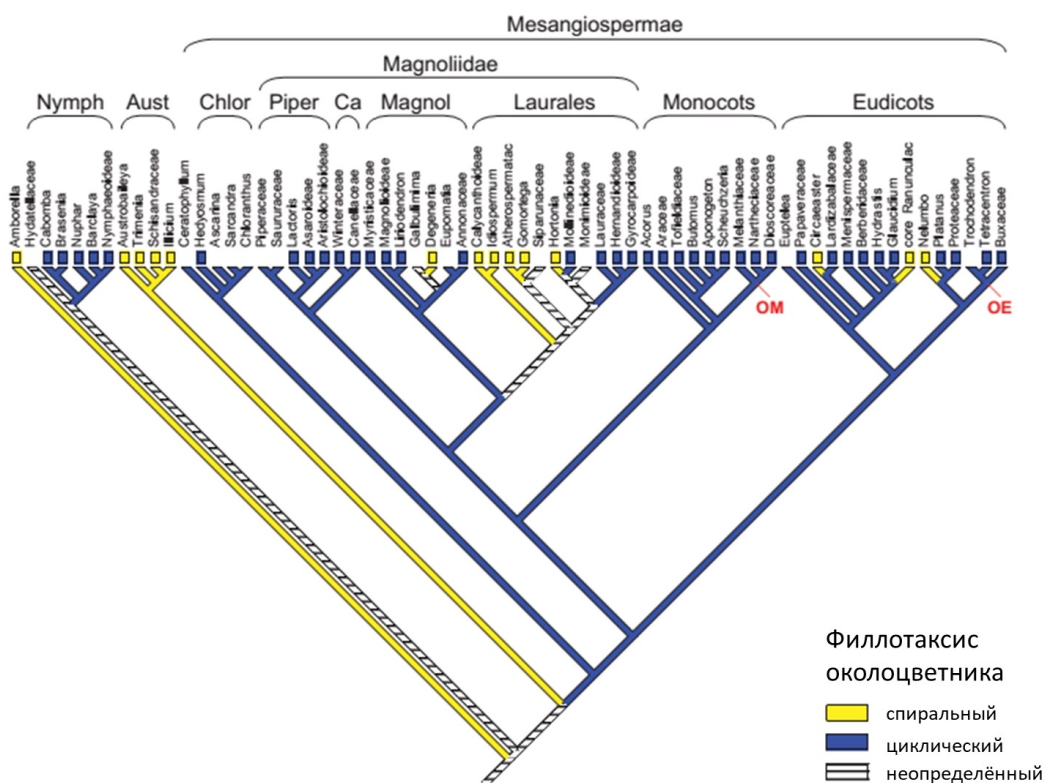 Mesangiospermae
Magnoliidae
Nymph Aust Chlor Piper Ca Magnol Laurales Monocots Eudicots
Amborella
Hydatellaceae
Cabomba
Brasenia
Nuphar
Barclaya
Nymphaeoideae
Austrobaileya
Trimenia
Schisandraceae
Illicium
Ceratophyllum
Hedyosmum
Ascarina
Sarcandra
Chloranthus
Piperaceae
Saururaceae
Lactoris
Asaroideae
Aristolochioideae
Winteraceae
Canellaceae
Myristicaceae
Magnolioideae
Liriodendron
Galbulimima
Degeneria
Eupomatia
Annonaceae
Calycanthoideae
Idiospermum
Atherospermatac
Gomortega
Siparunaceae
Hortonia
Mollinedioideae
Monimioideae
Lauraceae
Hernandioideae
Gyrocarpoideae
Acorus
Araceae
Tofieldiaceae
Butomus
Aponogeton
Scheuchzeria
Melanthiaceae
Nartheciaceae
Dioscoreaceae
Euptelea
Papaveraceae
Circaeaster
Lardizabalaceae
Menispermaceae
Berberidaceae
Hydrastis
Glaucidium
core Ranunculac
Nelumbo
Platanus
Proteaceae
Trochodendron
Tetracentron
Buxaceae
OM
OE
Филлотаксис
околоцветника
спиральный
циклический
неопределённый